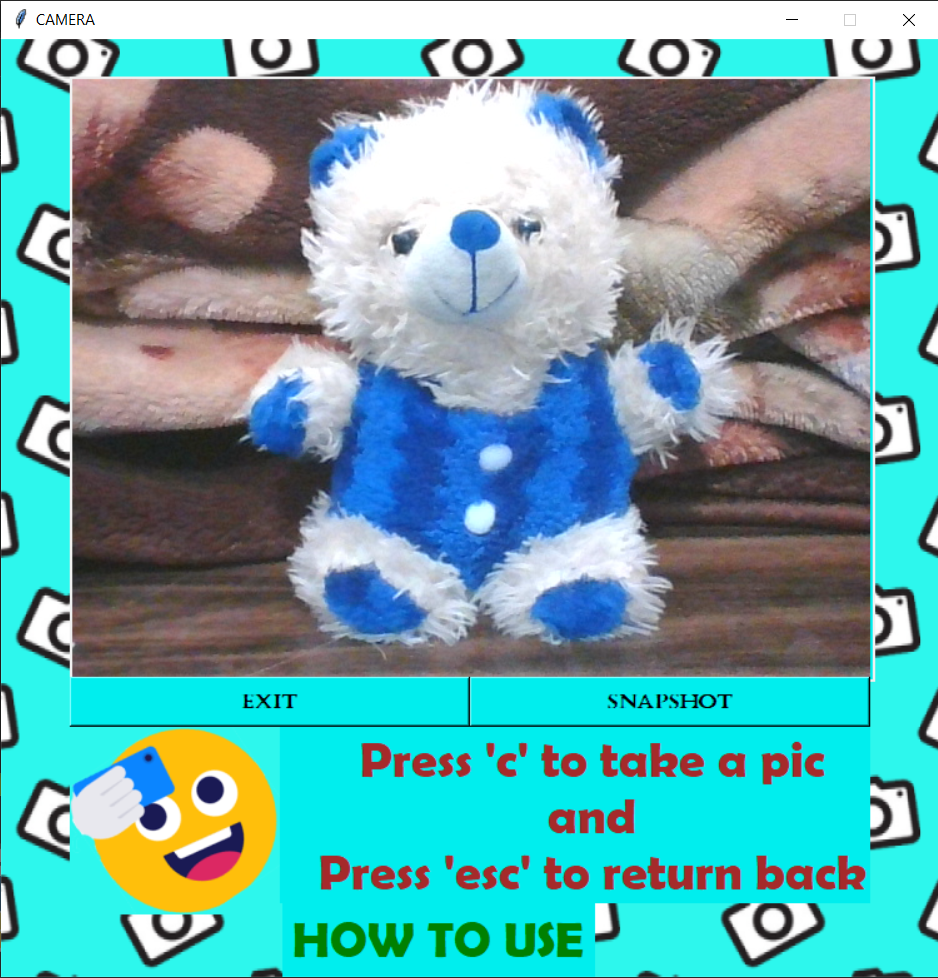 CAMERA
EXIT
SNAPSHOT
Press 'c' to take a pic
and
Press 'esc' to return back
HOW TO USE